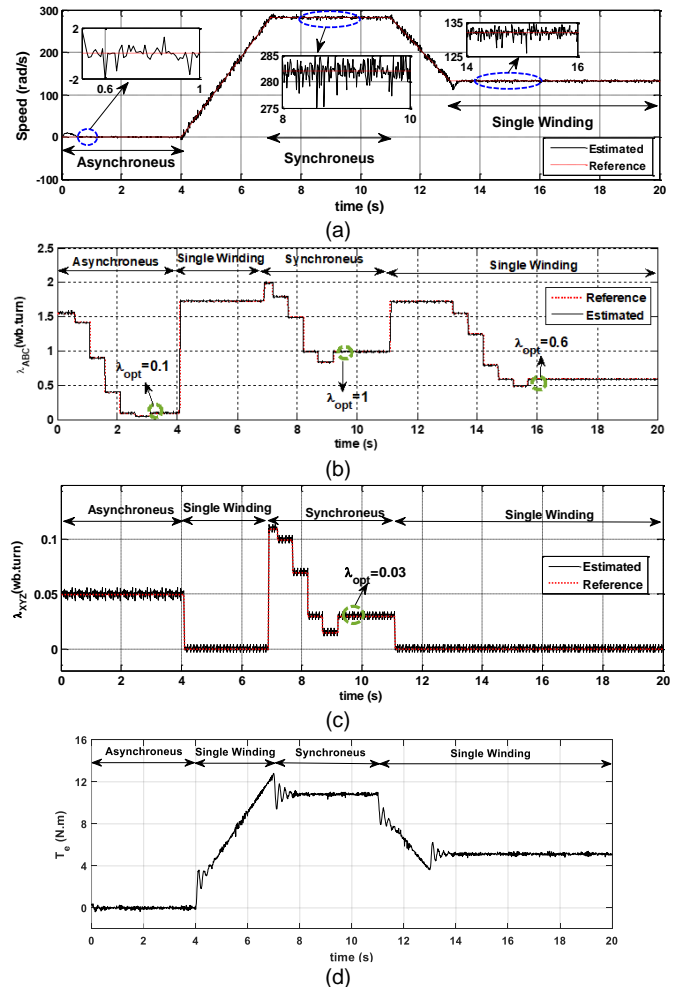 300
200
100
0
-100
Speed (rad/s)
2
-2
0.6
1
285
283
280
275
8
10
135
125
14
16
Asynchroneus
Synchroneus
Single Winding
Estimated
Reference
0 2 4 6 8 10 12 14 16 18 20
time (s)
(a)
2.5
2
1.5
1
0.5
0
λABC(wb.turn)
Asynchroneus
Single Winding
Synchroneus
Single Winding
Reference
Estimated
λopt=0.1
λopt=1
λopt=0.6
0 2 4 6 8 10 12 14 16 18 20
time (s)
(b)
0.1
0.05
0
λXYZ(wb.turn)
Asynchroneus
Single Winding
Synchroneus
Single Winding
λopt=0.03
Estimated
Reference
0 2 4 6 8 10 12 14 16 18 20
time (s)
(c)
16
12
8
4
0
Te (N.m)
Asynchroneus
Single Winding
Synchroneus
Single Winding
0 2 4 6 8 10 12 14 16 18 20
time (s)
(d)